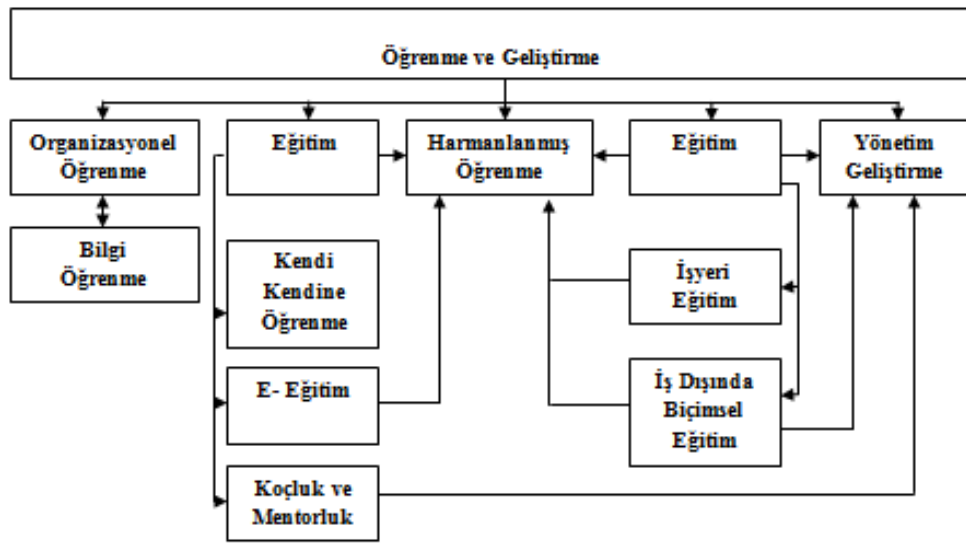 Öğrenme ve Geliştirme
Organizasyonel
Öğrenme
Eğitim
Harmanlanmış
Öğrenme
Eğitim
Yönetim
Geliştirme
Bilgi
Öğrenme
Kendi
Kendine
Öğrenme
İşyeri
Eğitim
E- Eğitim
İş Dışında
Biçimsel
Eğitim
Koçluk ve
Mentorluk